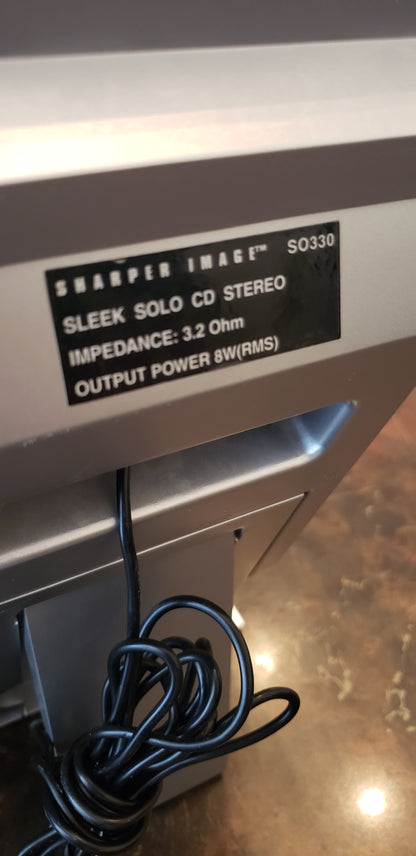 SHARPER IMAGE™ SO330
SLEEK SOLO CD STEREO
IMPEDANCE: 3.2 Ohm
OUTPUT POWER 8W(RMS)